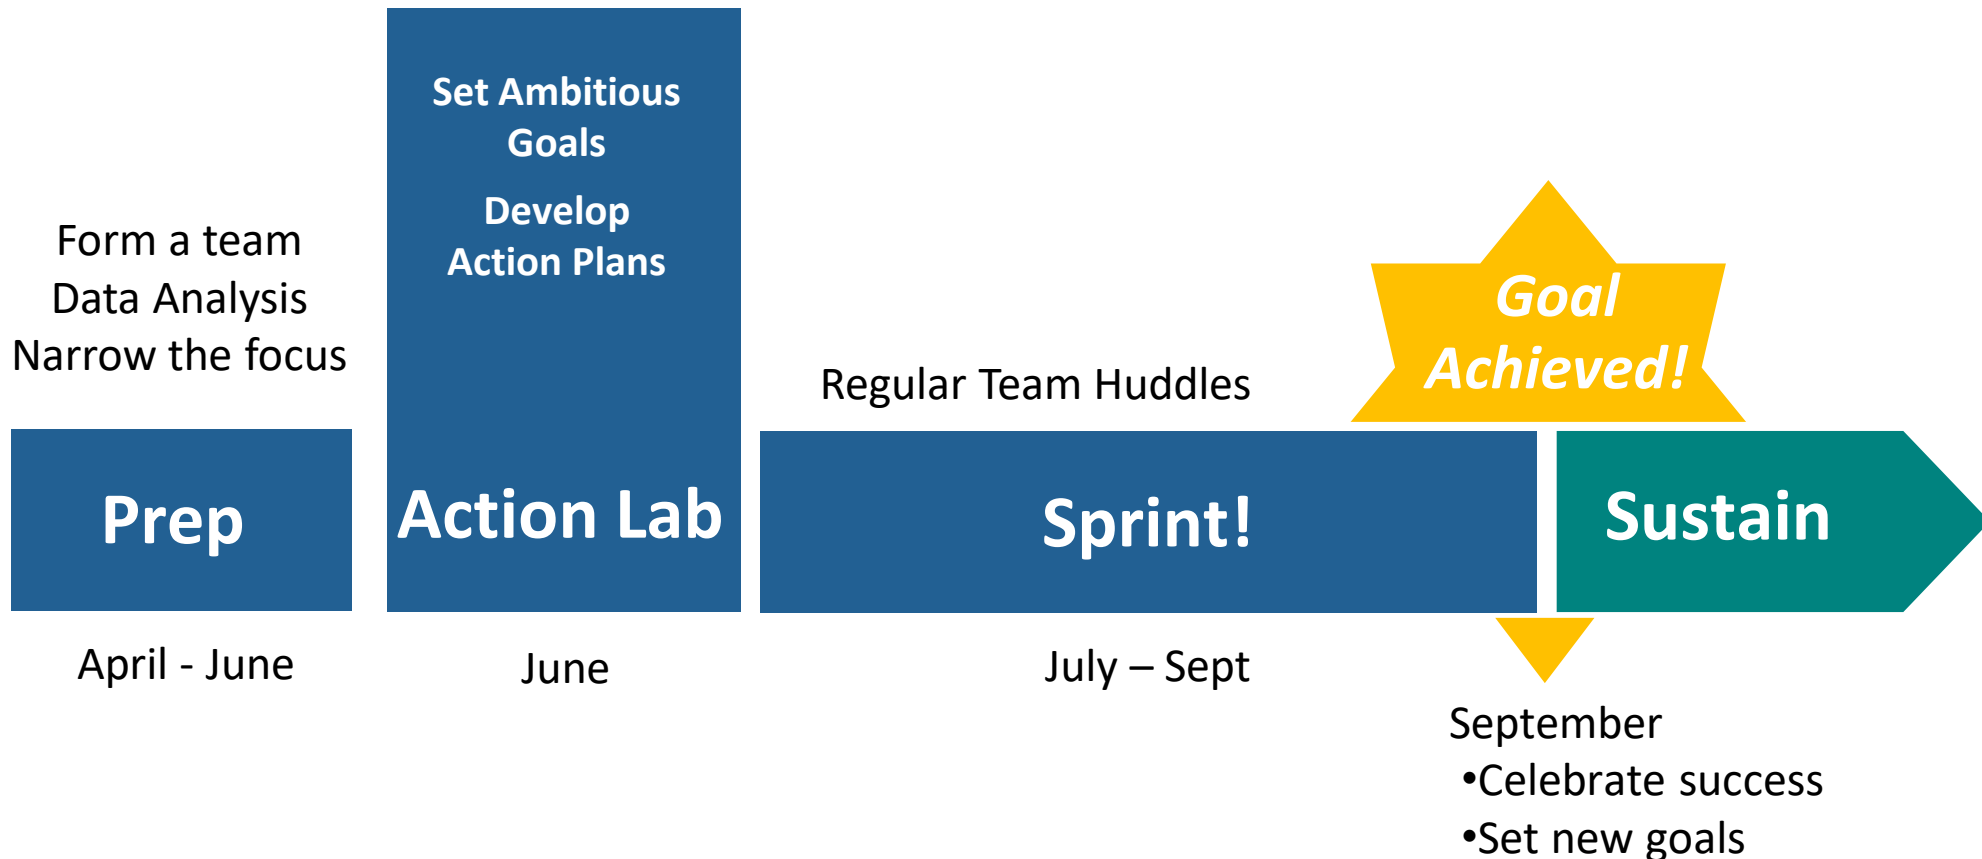 Form a team
Data Analysis
Narrow the focus
Prep
April - June
Set Ambitious
Goals
Develop
Action Plans
Action Lab
June
Regular Team Huddles
Sprint!
July – Sept
Goal
Achieved!
Sustain
September
•Celebrate success
•Set new goals